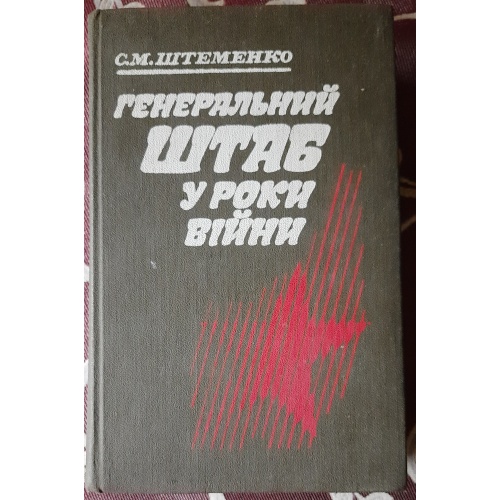 С.М. ШТЕМЕНКО
ГЕНЕРАЛЬНИЙ
ШТАБ
У РОКИ
ВІЙНИ